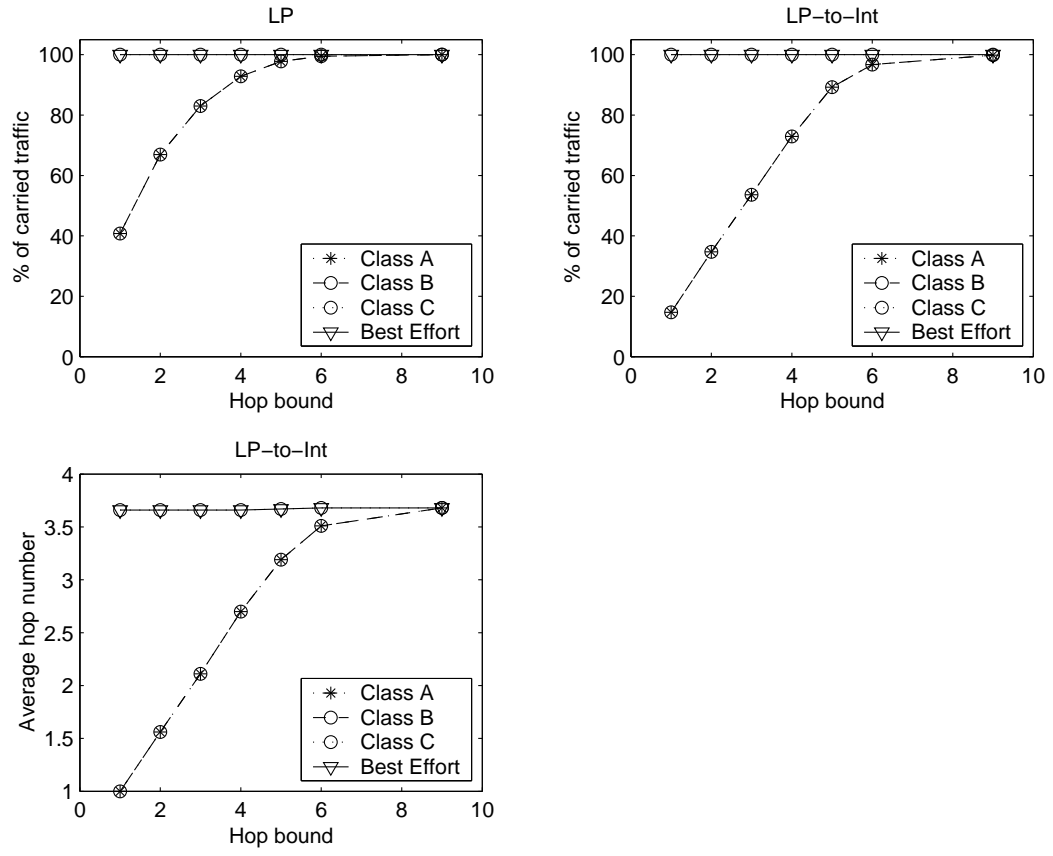 LP
100
80
60
40
20
0
% of carried traffic
0 2 4 6 8 10
Hop bound
Class A
Class B
Class C
Best Effort
LP−to−Int
100
80
60
40
20
0
% of carried traffic
0 2 4 6 8 10
Hop bound
Class A
Class B
Class C
Best Effort
LP−to−Int
4
3.5
3
2.5
2
1.5
1
Average hop number
0 2 4 6 8 10
Hop bound
Class A
Class B
Class C
Best Effort